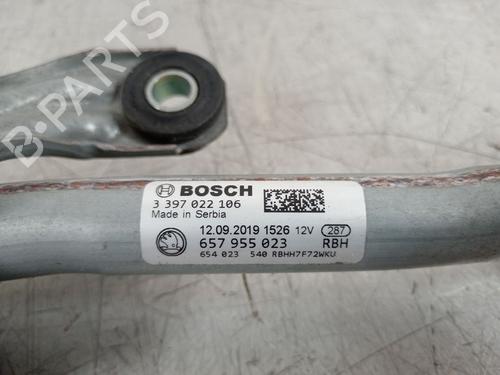 B-PARTS
BOSCH
3 397 022 106
Made in Serbia
12.09.2019 1526 12V 287
657 955 023 RBH
654 023 540 RBHH7F72WKU